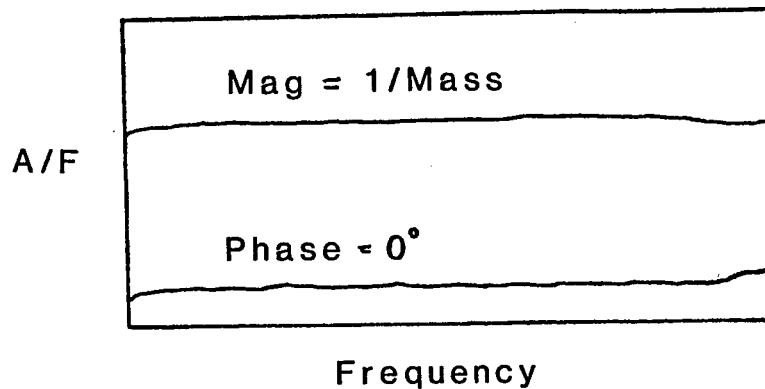 Mag = 1/Mass
A/F
Phase = 0°
Frequency